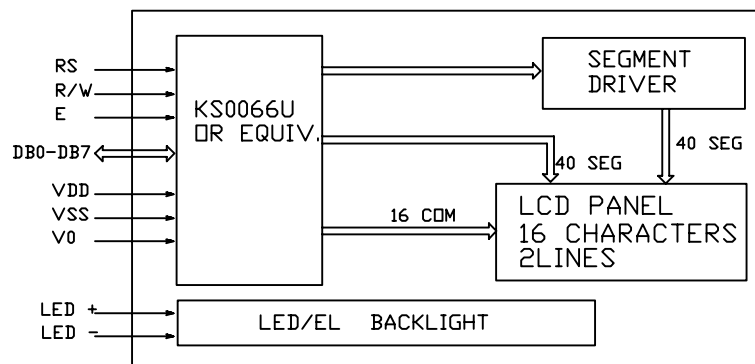 RS
R/W
E
DB0-DB7
VDD
VSS
V0
LED +
LED -
KS0066U
OR EQUIV.
SEGMENT
DRIVER
40 SEG
40 SEG
16 COM
LCD PANEL
16 CHARACTERS
2LINES
LED/EL BACKLIGHT